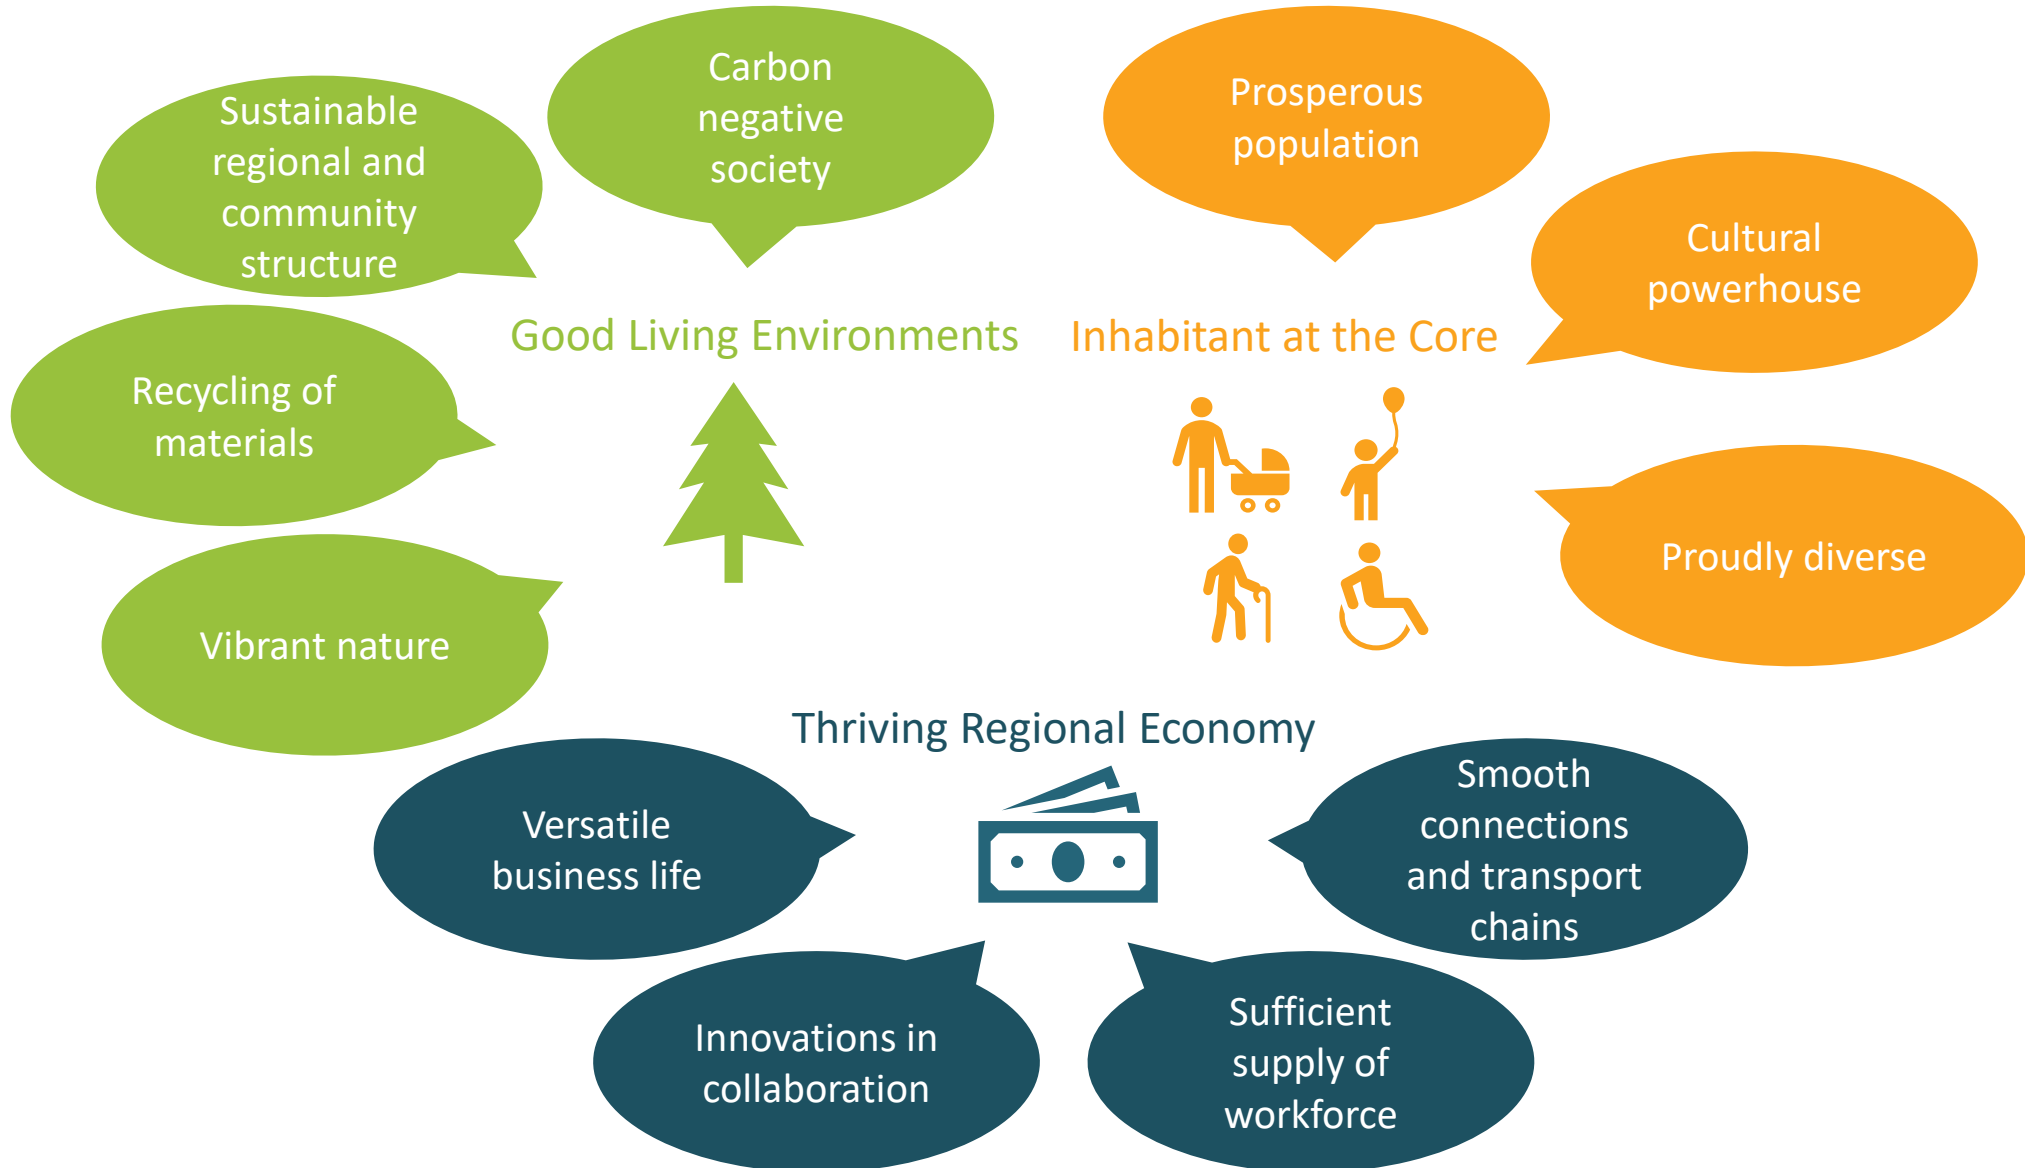 Carbon
negative
society
Sustainable
regional and
community
structure
Recycling of
materials
Vibrant nature
Good Living Environments
Prosperous
population
Cultural
powerhouse
Proudly diverse
Inhabitant at the Core
Thriving Regional Economy
Versatile
business life
Innovations in
collaboration
Sufficient
supply of
workforce
Smooth
connections
and transport
chains